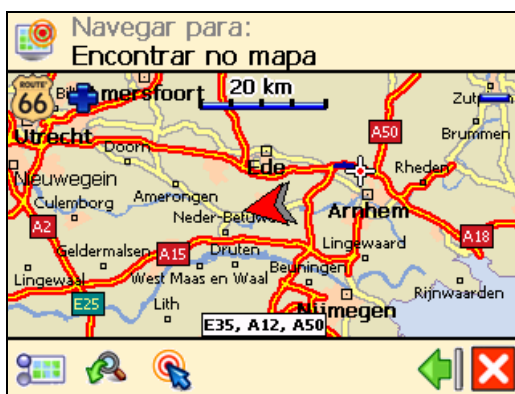 Navegar para:
Encontrar no mapa
ROUTE 66
mersfoort
20 km
Zut
A50
Utrecht
Doorn
Ede
Brummen
Nieuwegein
Rheden
Culemborg
Amerongen
Neder-Betuw
Arnhem
A2
A18
Geldermalsen
A15
Druten
Lingewaard
Lingewaal
West Maas en Waal
Beuningen
Rijnwaarden
E25
Lith
Nijmegen
E35, A12, A50